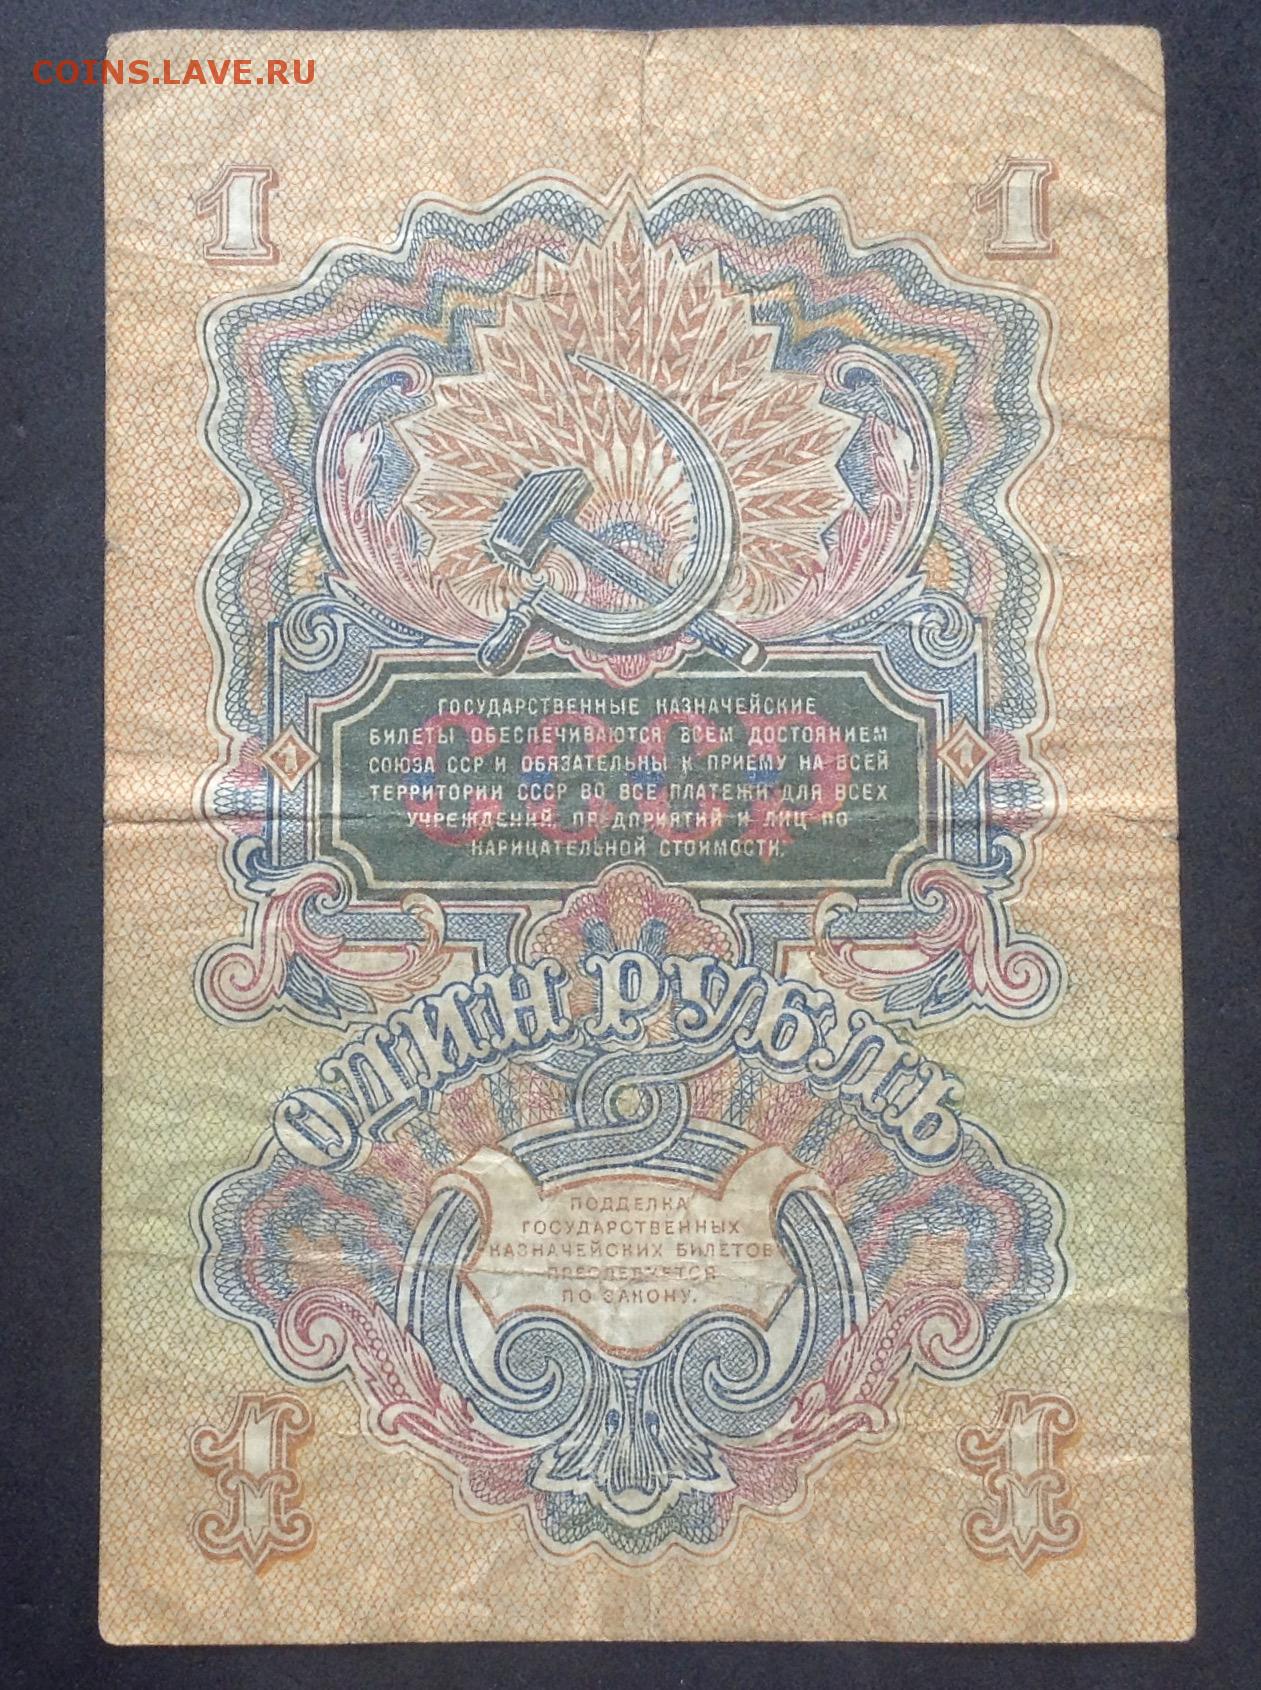 COINS.LAVE.RU
1 1
ГОСУДАРСТВЕННЫЕ КАЗНАЧЕЙСКИЕ
БИЛЕТЫ ОБЕСПЕЧИВАЮТСЯ ВСЕМ ДОСТОЯНИЕМ
СОЮЗА ССР И ОБЯЗАТЕЛЬНЫ К ПРИЕМУ НА ВСЕЙ
ТЕРРИТОРИИ СССР ВО ВСЕ ПЛАТЕЖИ ДЛЯ ВСЕХ
УЧРЕЖДЕНИЙ, ПРЕДПРИЯТИЙ И ЛИЦ ПО
НАРИЦАТЕЛЬНОЙ СТОИМОСТИ.
СССР
1 1
ОДИН РУБЛЬ
ПОДДЕЛКА
ГОСУДАРСТВЕННЫХ
КАЗНАЧЕЙСКИХ БИЛЕТОВ
ПРЕСЛЕДУЕТСЯ
ПО ЗАКОНУ.
1 1